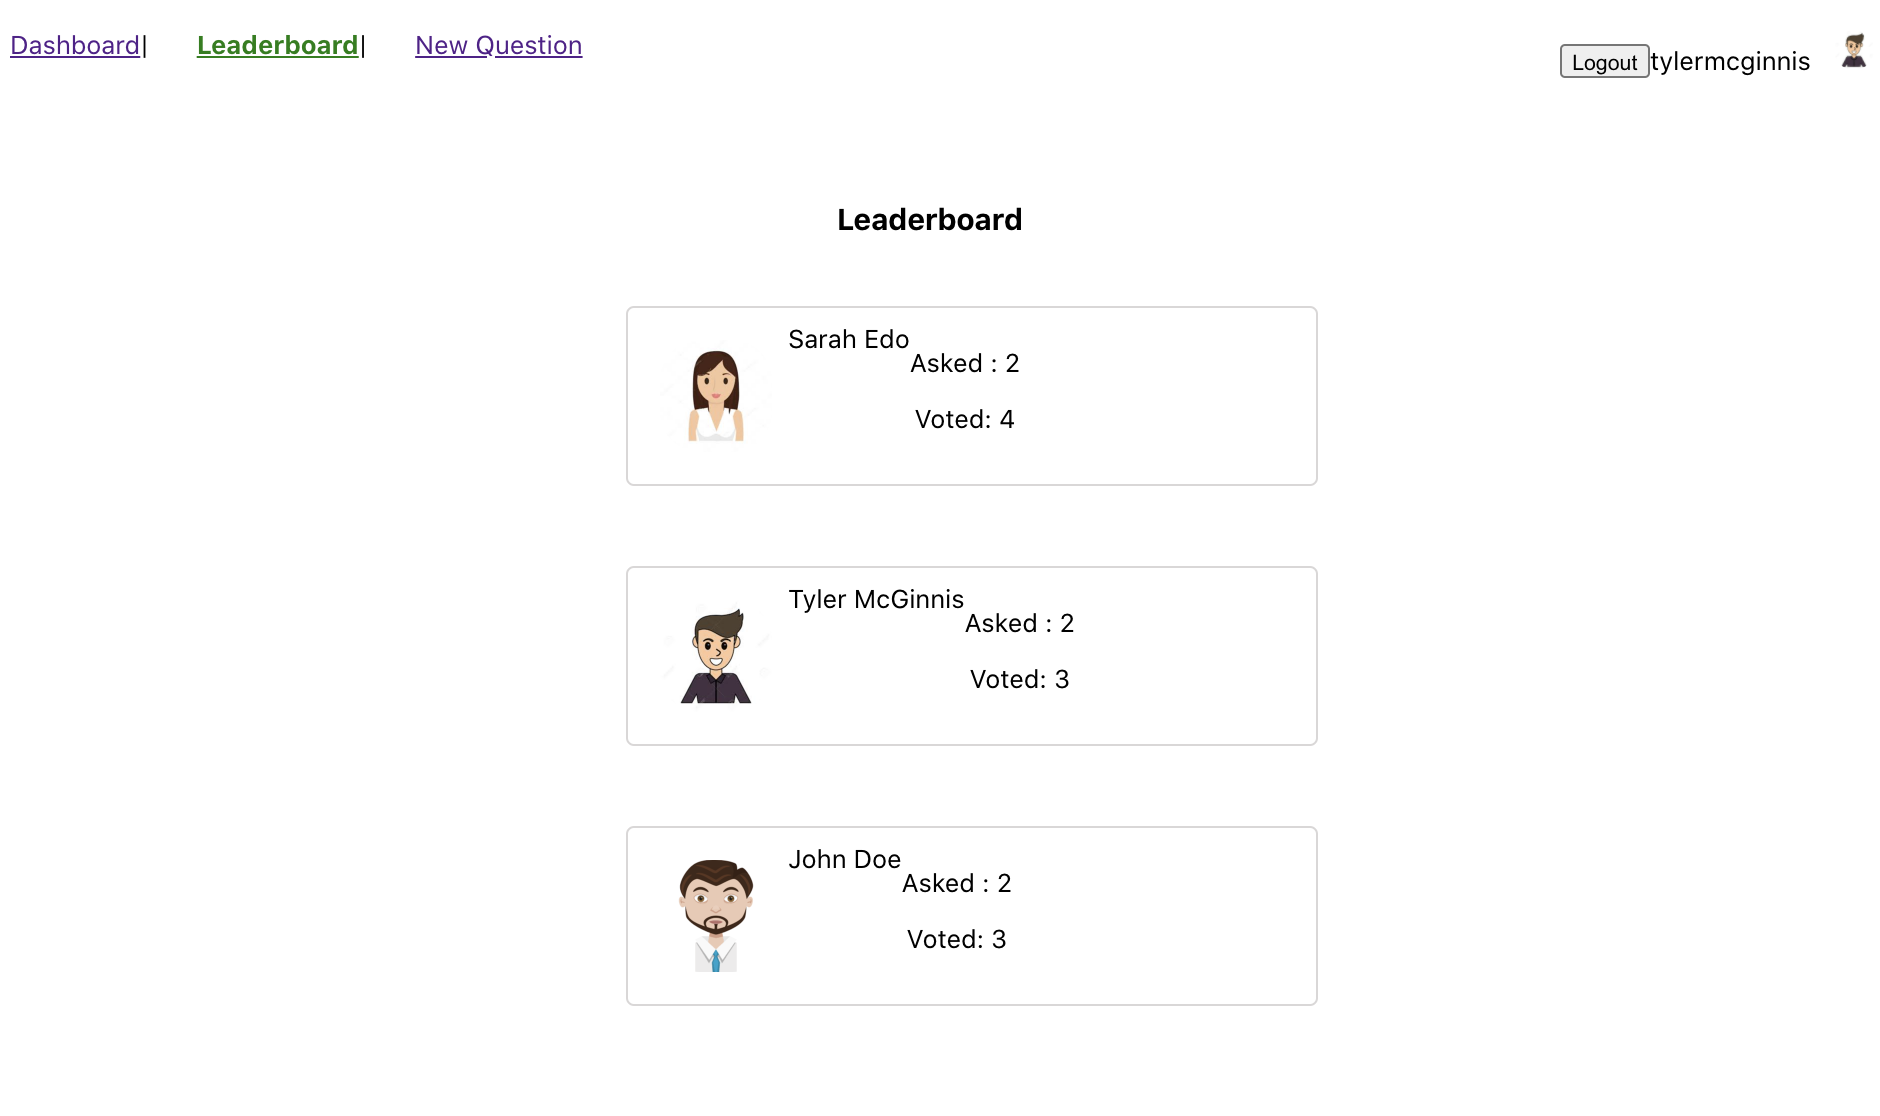 Dashboard| Leaderboard| New Question
Logout tylermcginnis
Leaderboard
Sarah Edo
Asked : 2
Voted: 4
Tyler McGinnis
Asked : 2
Voted: 3
John Doe
Asked : 2
Voted: 3